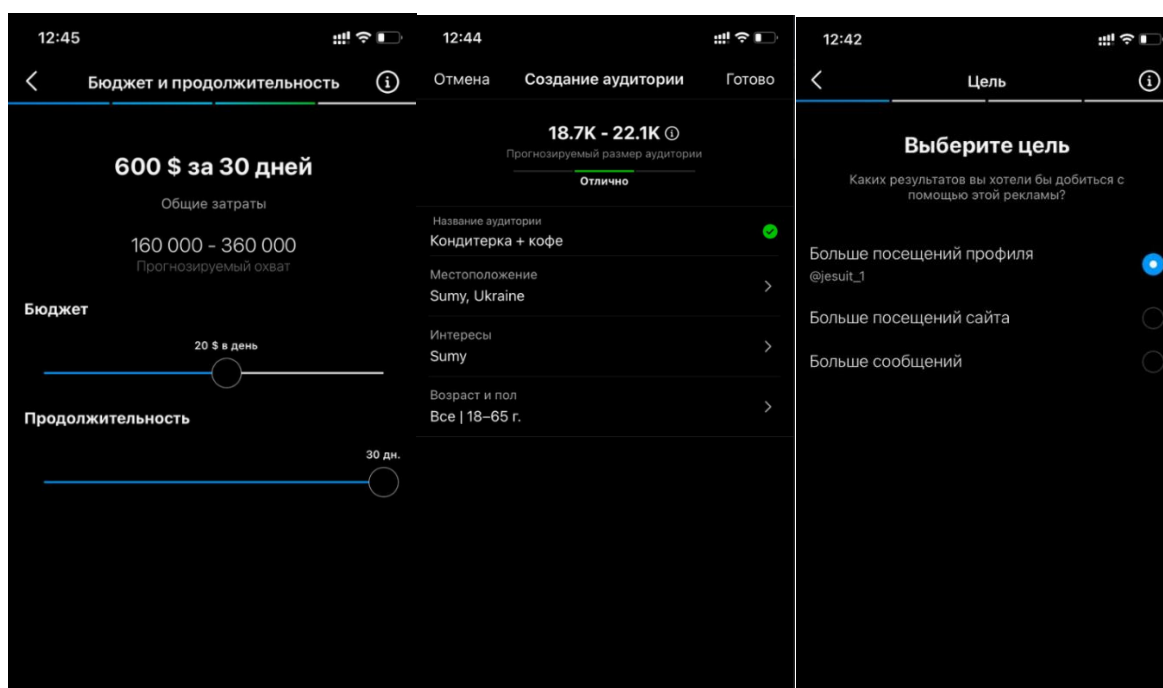 12:45
Бюджет и продолжительность
600 $ за 30 дней
Общие затраты
160 000 – 360 000
Прогнозируемый охват
Бюджет
20 $ в день
Продолжительность
30 дн.
12:44
Отмена Создание аудитории Готово
18.7K - 22.1K
Прогнозируемый размер аудитории
Отлично
Название аудитории
Кондитерка + кофе
Местоположение
Sumy, Ukraine
Интересы
Sumy
Возраст и пол
Все | 18–65 г.
12:42
Цель
Выберите цель
Каких результатов вы хотели бы добиться с
помощью этой рекламы?
Больше посещений профиля
@jesuit_1
Больше посещений сайта
Больше сообщений